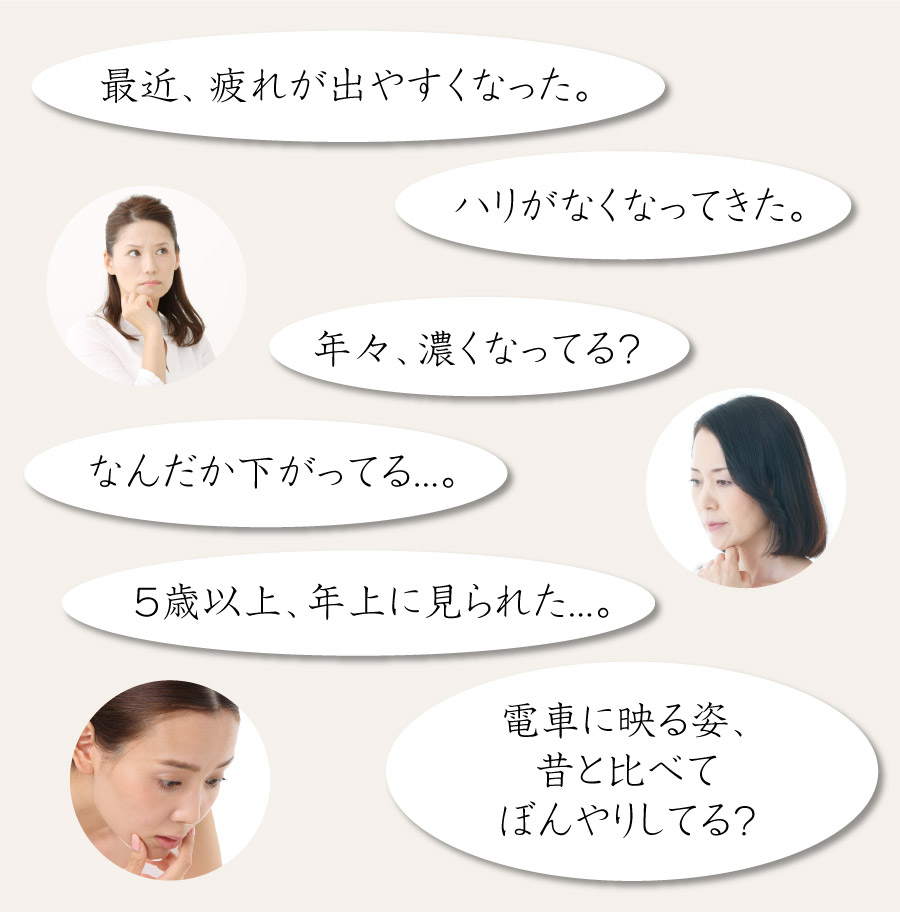 最近、疲れが出やすくなった。
ハリがなくなってきた。
年々、濃くなってる?
なんだか下がってる...。
5歳以上、年上に見られた...。
電車に映る姿、
昔と比べて
ぼんやりしてる?